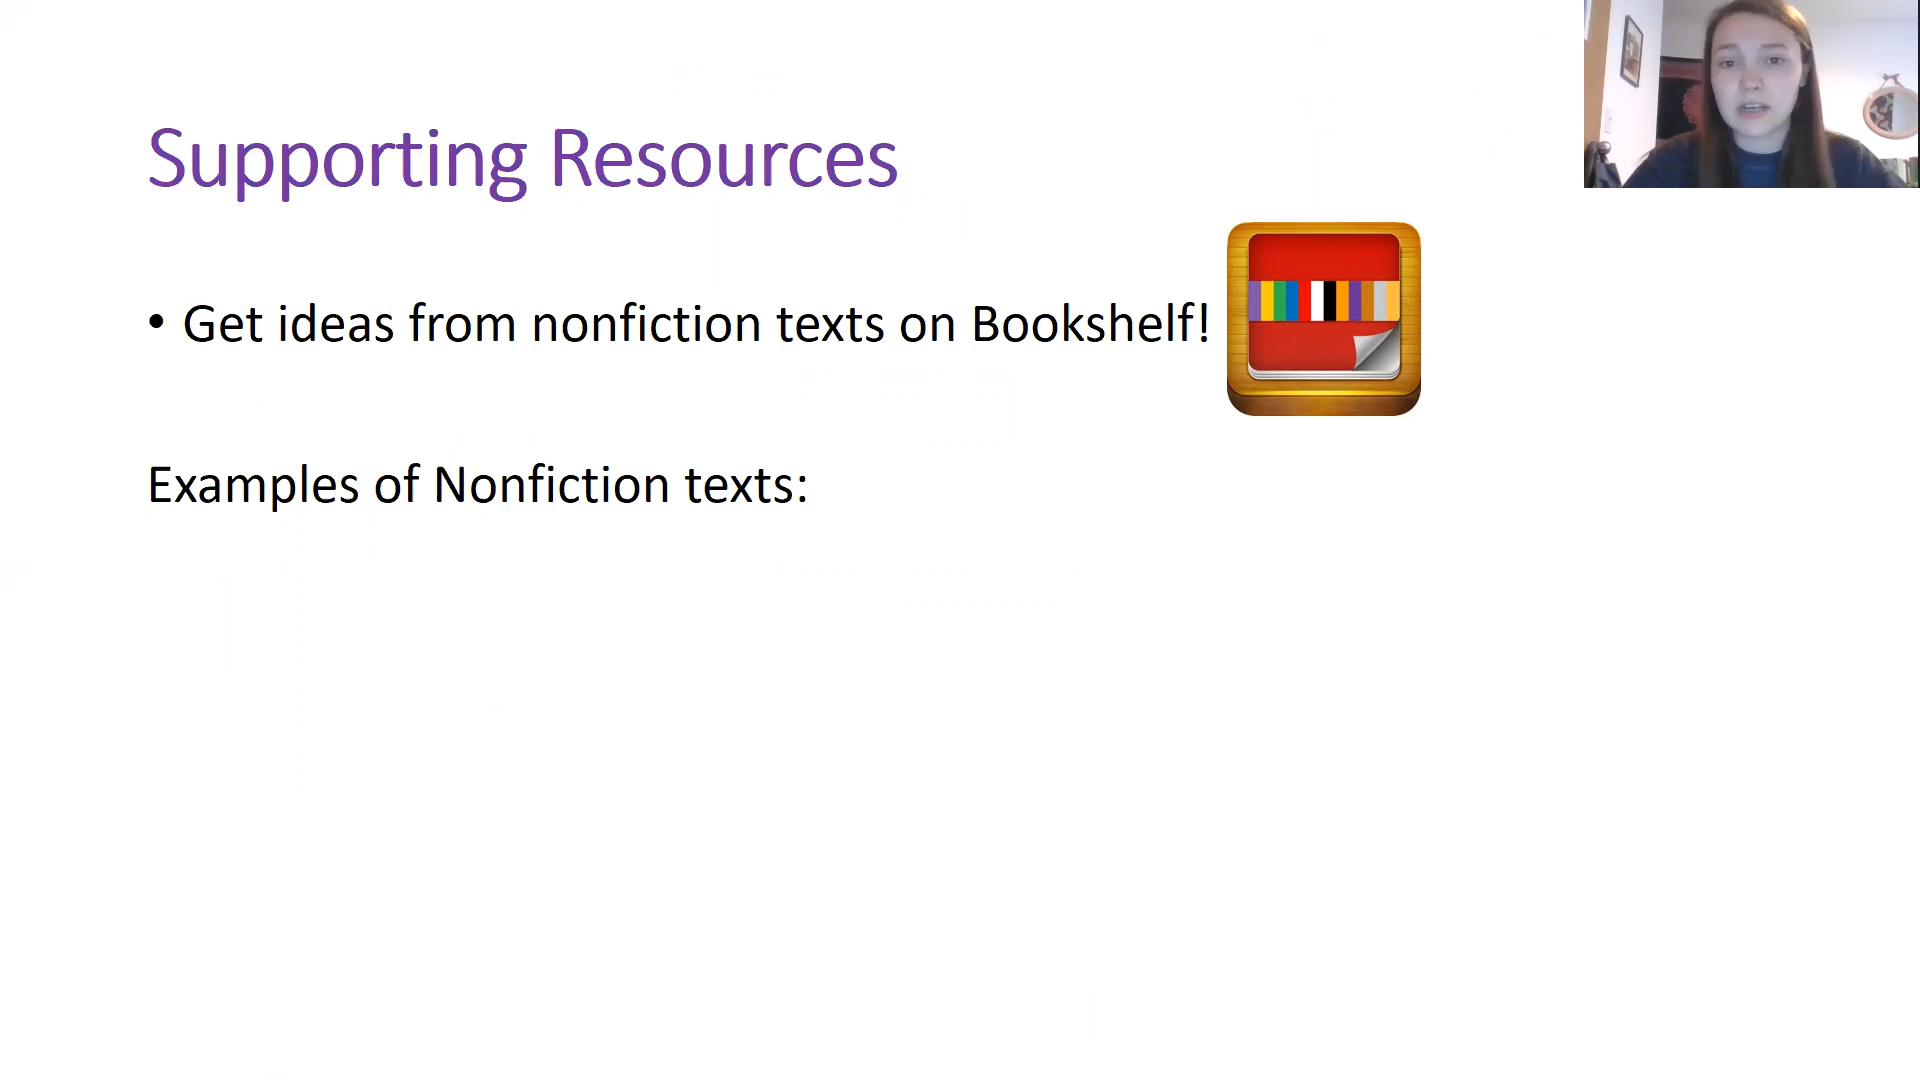 Supporting Resources
• Get ideas from nonfiction texts on Bookshelf!
Examples of Nonfiction texts: